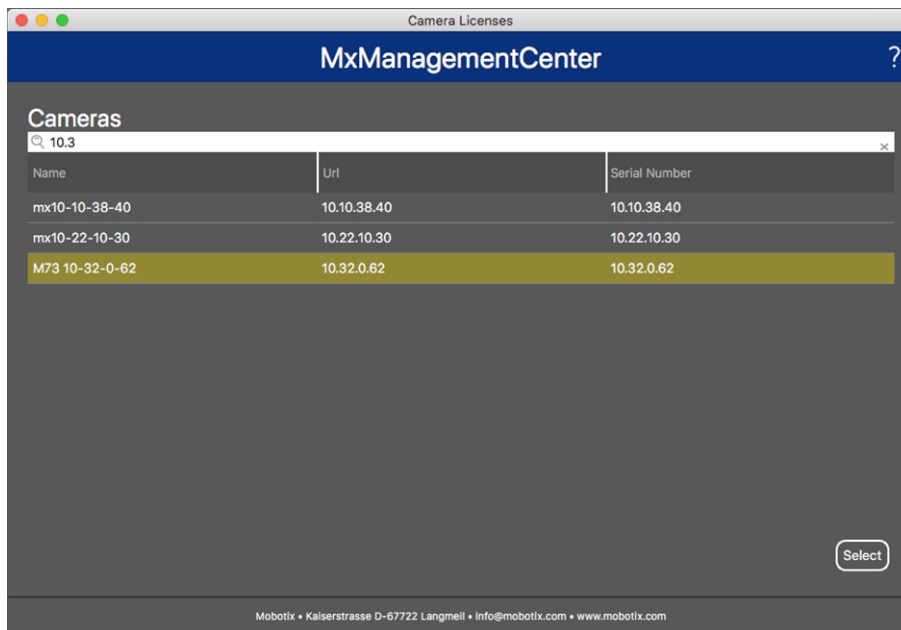 Camera Licenses
MxManagementCenter ?
Cameras
10.3
Name Url Serial Number
mx10-10-38-40 10.10.38.40 10.10.38.40
mx10-22-10-30 10.22.10.30 10.22.10.30
M73 10-32-0-62 10.32.0.62 10.32.0.62
Select
Mobotix • Kaiserstrasse D-67722 Langmeil • info@mobotix.com • www.mobotix.com